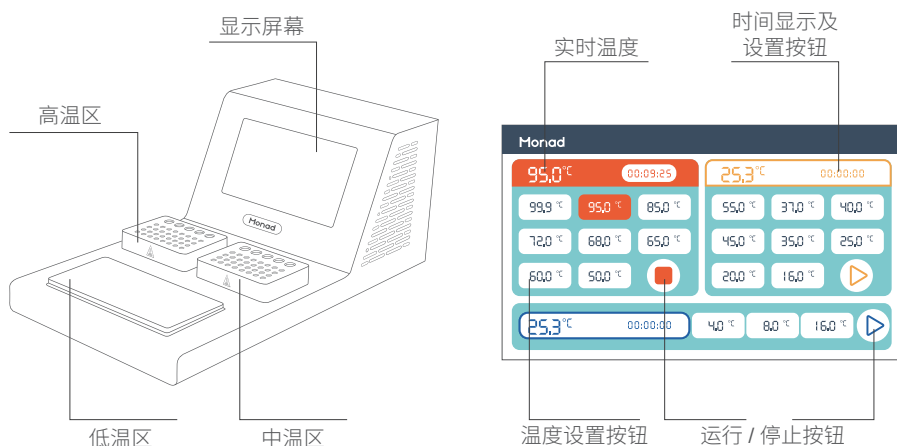 显示屏幕
高温区
Monad
低温区
中温区
实时温度
时间显示及
设置按钮
Monad
95.0°C 00:09:25
99.9 °C 95.0 °C 85.0 °C
72.0 °C 68.0 °C 65.0 °C
60.0 °C 50.0 °C
25.3°C 00:00:00
55.0 °C 37.0 °C 40.0 °C
45.0 °C 35.0 °C 25.0 °C
20.0 °C 16.0 °C
25.3°C 00:00:00 4.0 °C 8.0 °C 16.0 °C
温度设置按钮
运行 / 停止按钮